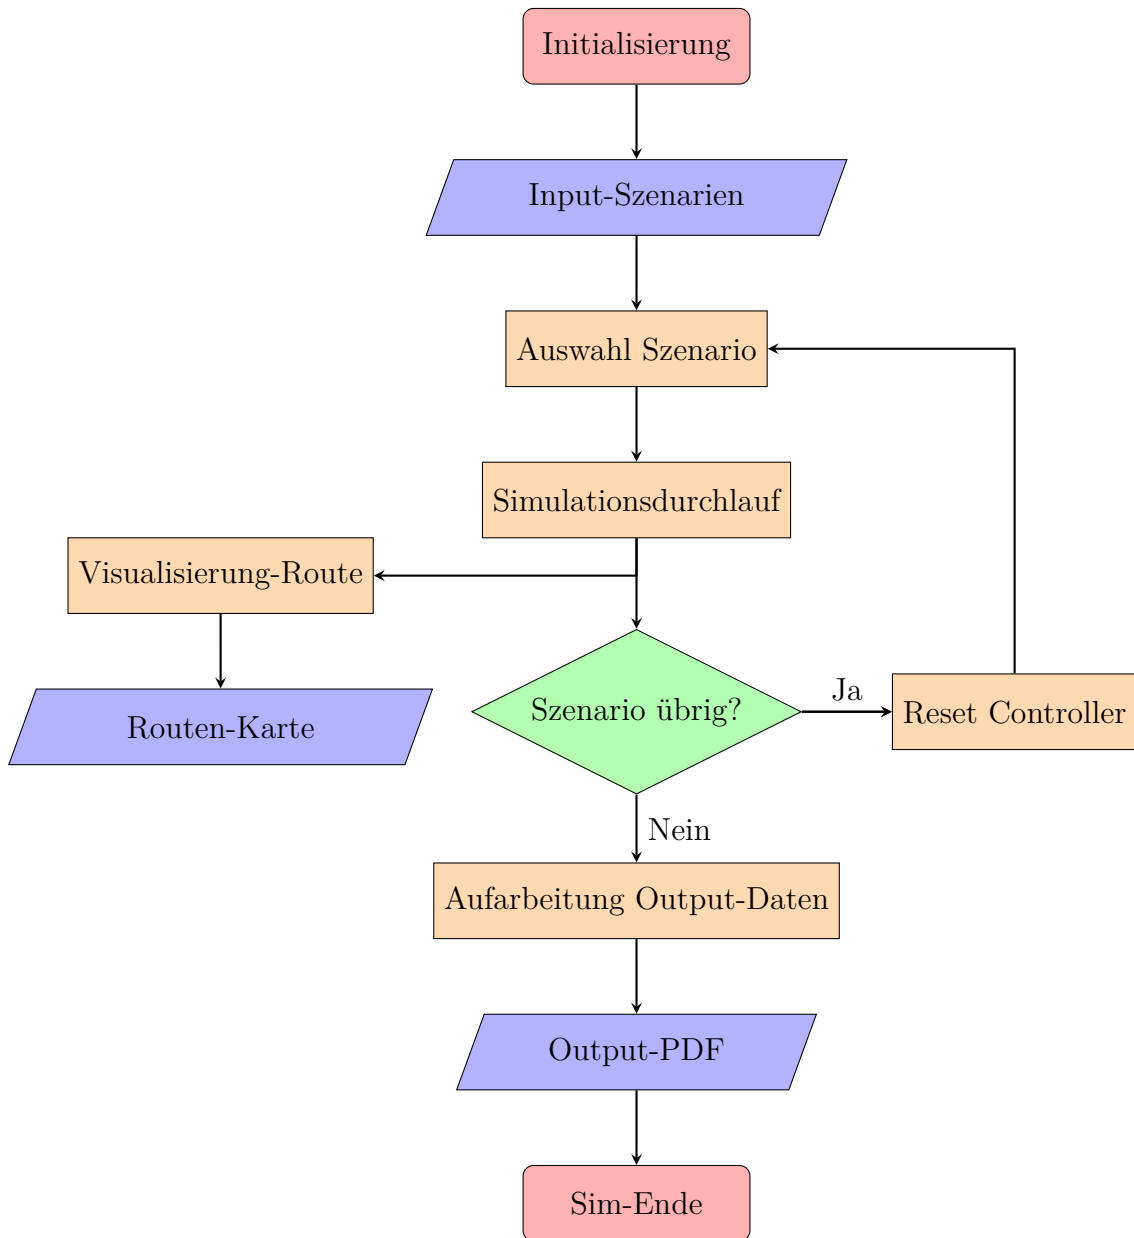 Initialisierung
Input-Szenarien
Auswahl Szenario
Simulationsdurchlauf
Visualisierung-Route
Routen-Karte
Szenario übrig?
Ja
Reset Controller
Nein
Aufarbeitung Output-Daten
Output-PDF
Sim-Ende